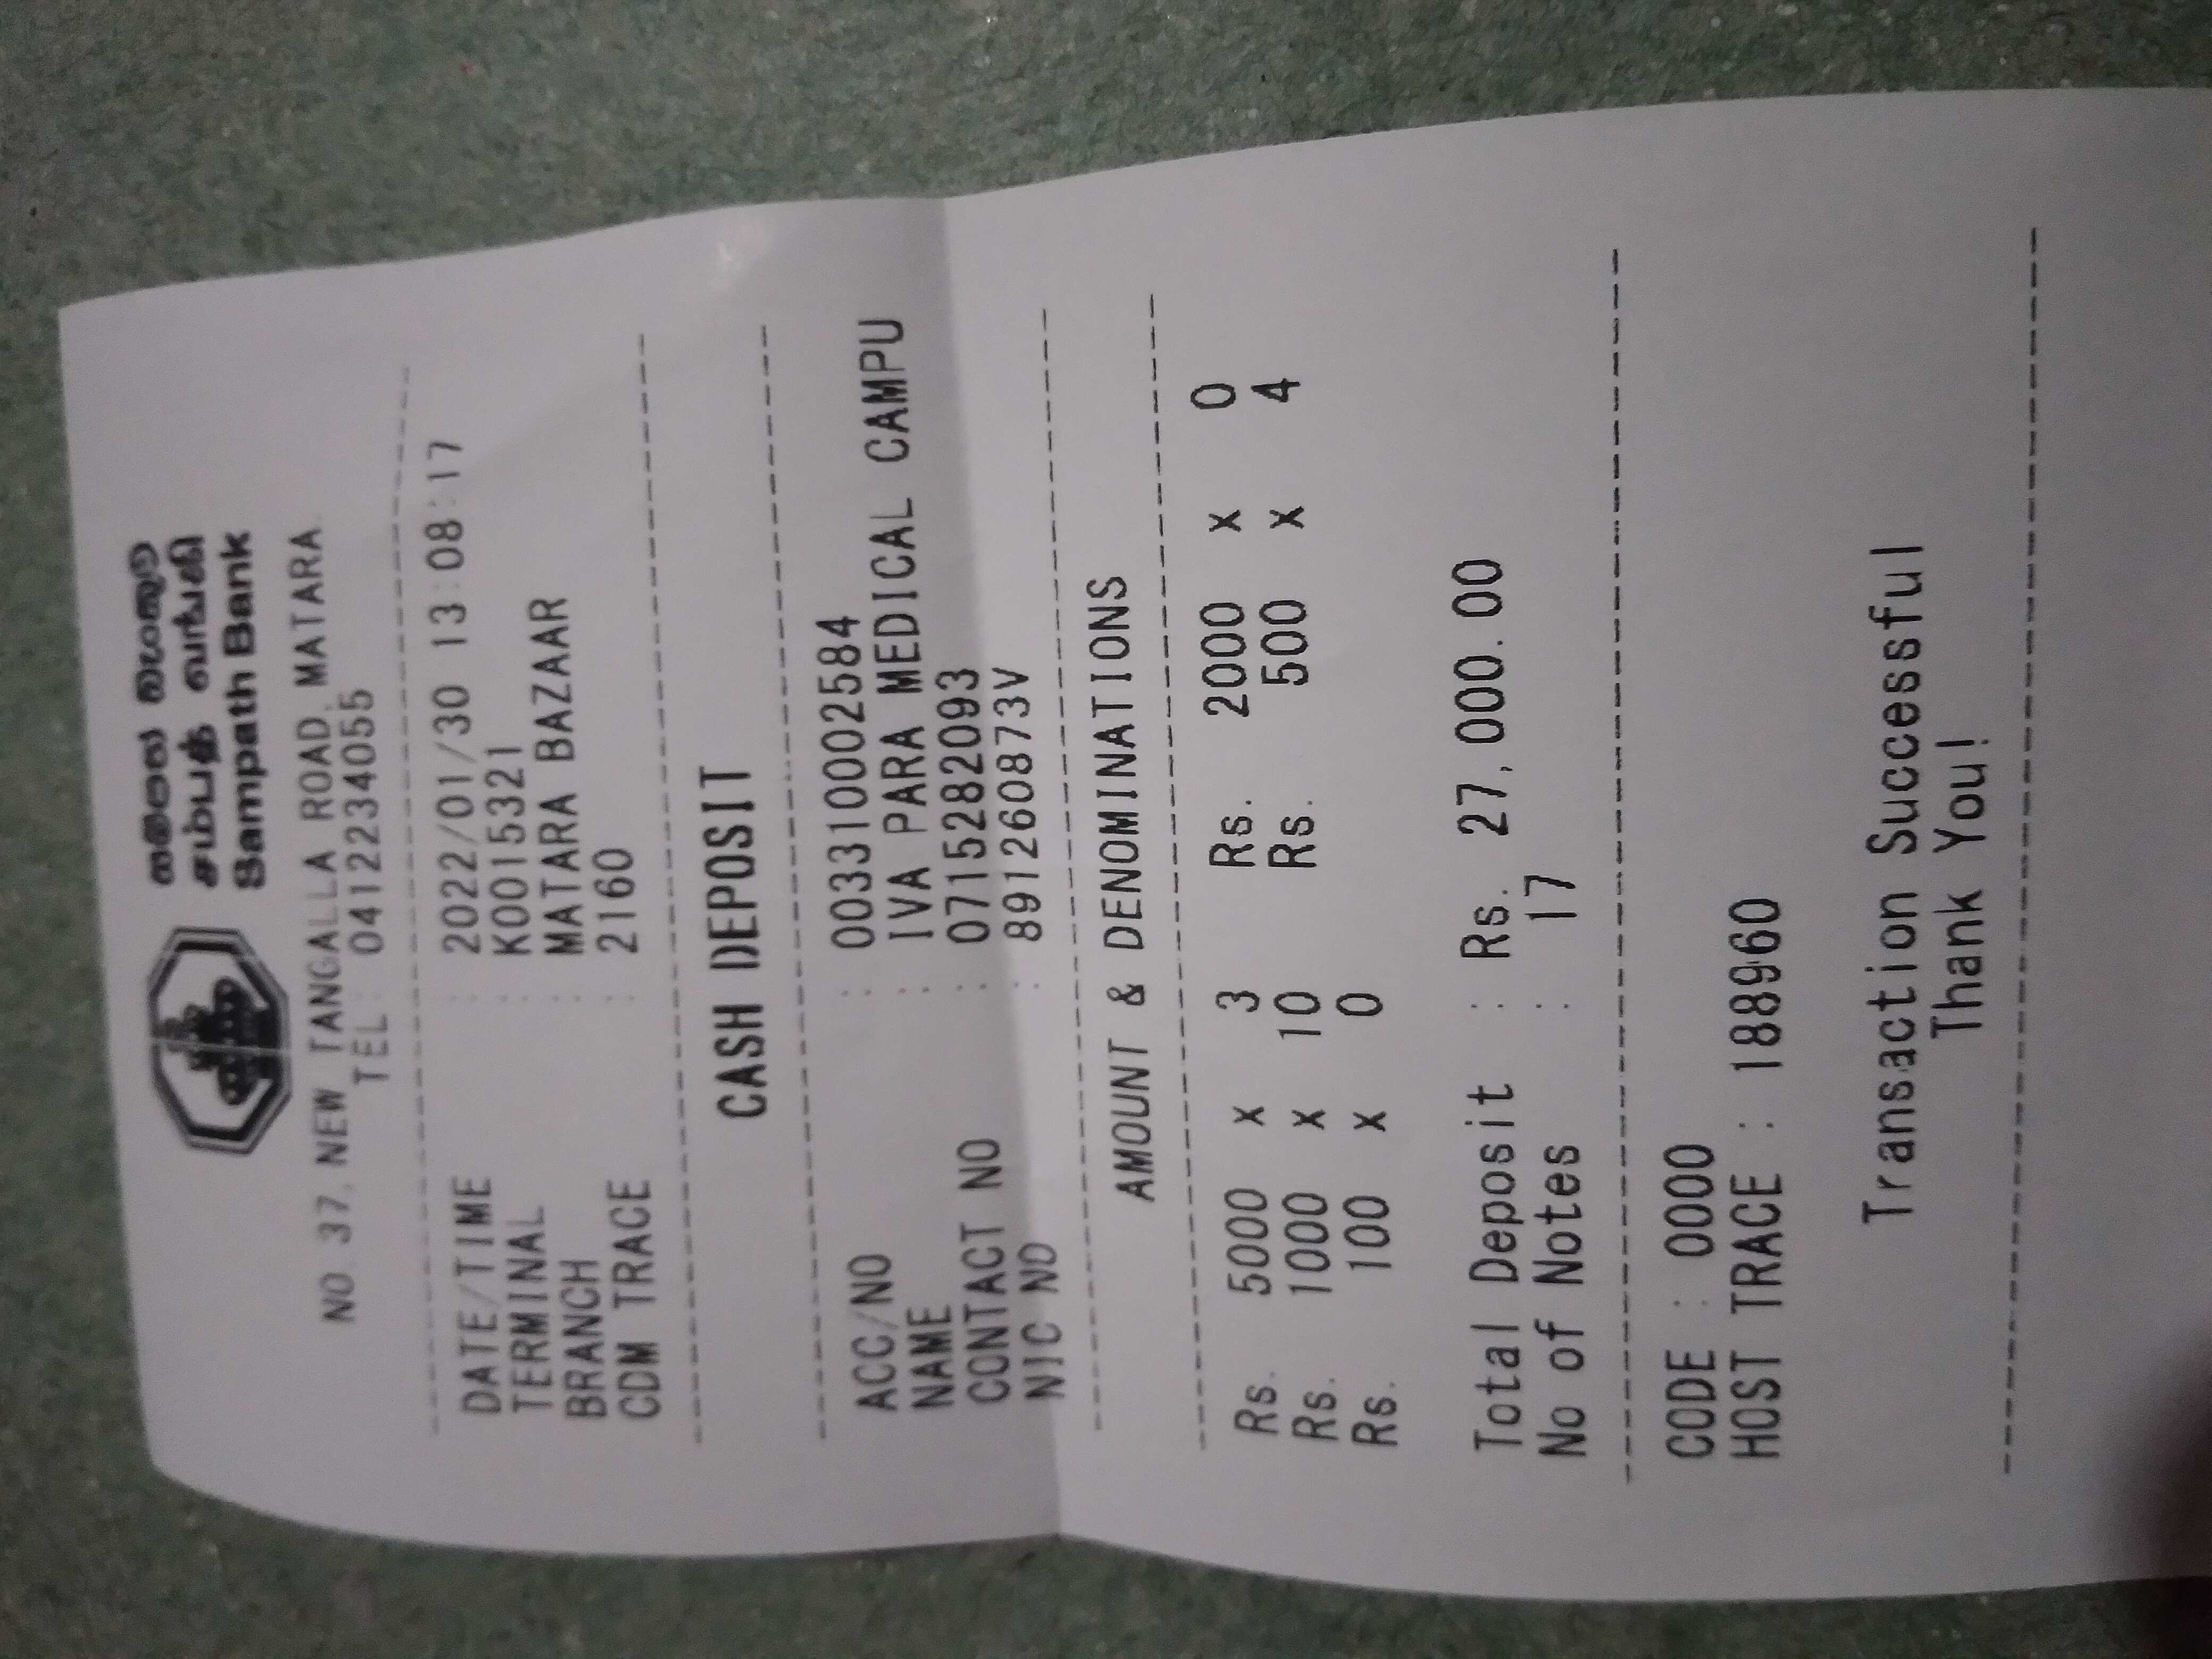 සම්පත් බැංකුව
சம்பத் வங்கி
Sampath Bank
NO. 37, NEW TANGALLA ROAD, MATARA.
TEL : 0412234055
DATE/TIME : 2022/01/30 13:08:17
TERMINAL : K0015321
BRANCH : MATARA BAZAAR
CDM TRACE : 2160
CASH DEPOSIT
ACC/NO : 003310002584
NAME : IVA PARA MEDICAL CAMPU
CONTACT NO : 0715282093
NIC NO : 891260873V
AMOUNT & DENOMINATIONS
Rs. 5000 x 3 Rs. 2000 x 0
Rs. 1000 x 10 Rs. 500 x 4
Rs. 100 x 0
Total Deposit : Rs. 27,000.00
No of Notes : 17
CODE : 0000
HOST TRACE : 188960
Transaction Successful
Thank You!